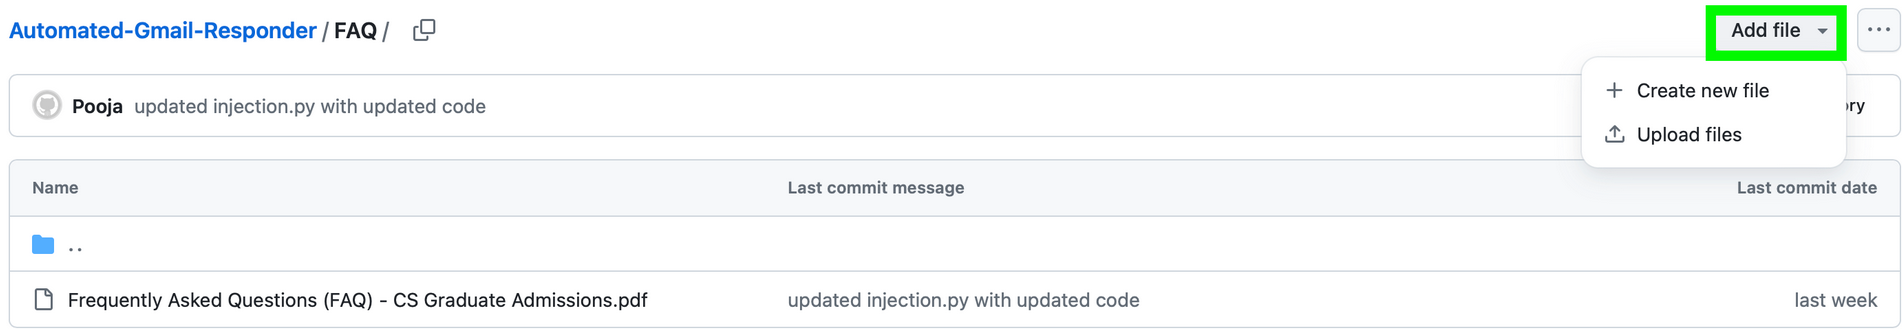 Automated-Gmail-Responder / FAQ /
Add file
...
Create new file
Upload files
Pooja updated injection.py with updated code
Name Last commit message Last commit date
..
Frequently Asked Questions (FAQ) - CS Graduate Admissions.pdf updated injection.py with updated code last week